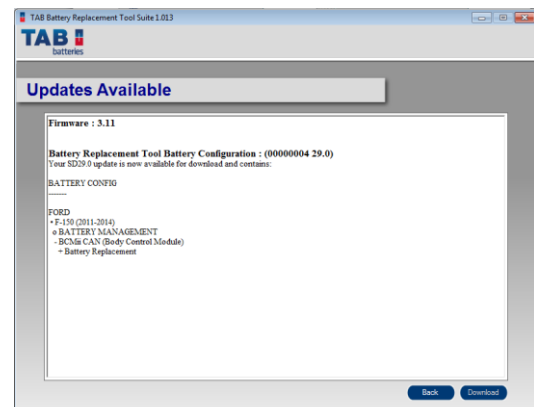 TAB Battery Replacement Tool Suite 1.013
TAB
batteries
Updates Available
Firmware : 3.11
Battery Replacement Tool Battery Configuration : (00000004 29.0)
Your SD29.0 update is now available for download and contains:
BATTERY CONFIG
------
FORD
• F-150 (2011-2014)
o BATTERY MANAGEMENT
- BCMii CAN (Body Control Module)
+ Battery Replacement
Back Download